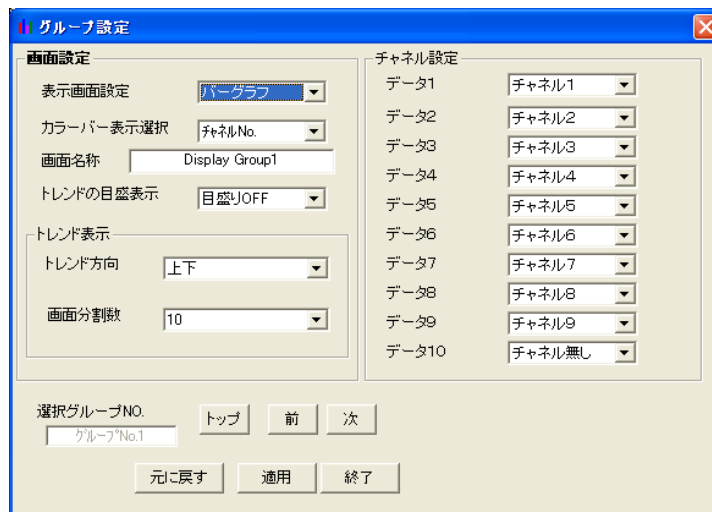 グループ設定
画面設定
表示画面設定 バーグラフ
カラーバー表示選択 ﾁｬﾈﾙNo.
画面名称 Display Group1
トレンドの目盛表示 目盛りOFF
トレンド表示
トレンド方向 上下
画面分割数 10
チャネル設定
データ1 チャネル1
データ2 チャネル2
データ3 チャネル3
データ4 チャネル4
データ5 チャネル5
データ6 チャネル6
データ7 チャネル7
データ8 チャネル8
データ9 チャネル9
データ10 チャネル無し
選択グループNO.
ｸﾞﾙｰﾌﾟNo.1
トップ 前 次
元に戻す 適用 終了